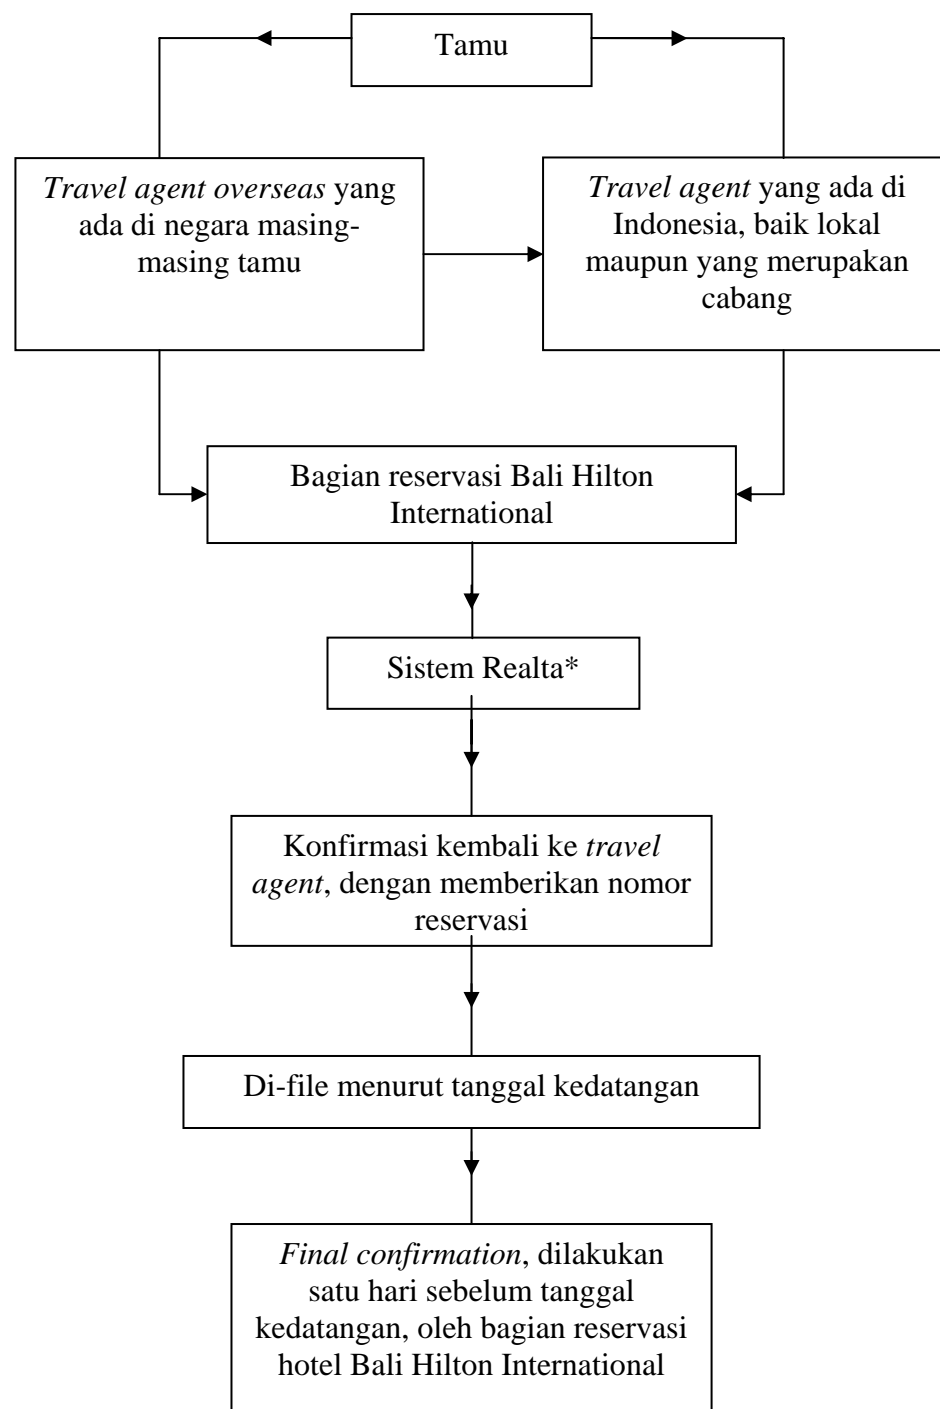 Tamu
Travel agent overseas yang
ada di negara masing-
masing tamu
Travel agent yang ada di
Indonesia, baik lokal
maupun yang merupakan
cabang
Bagian reservasi Bali Hilton
International
Sistem Realta*
Konfirmasi kembali ke travel
agent, dengan memberikan nomor
reservasi
Di-file menurut tanggal kedatangan
Final confirmation, dilakukan
satu hari sebelum tanggal
kedatangan, oleh bagian reservasi
hotel Bali Hilton International